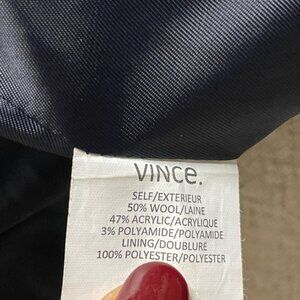 VINCE.
SELF/EXTERIEUR
50% WOOL/LAINE
47% ACRYLIC/ACRYLIQUE
3% POLYAMIDE/POLYAMIDE
LINING/DOUBLURE
100% POLYESTER/POLYESTER